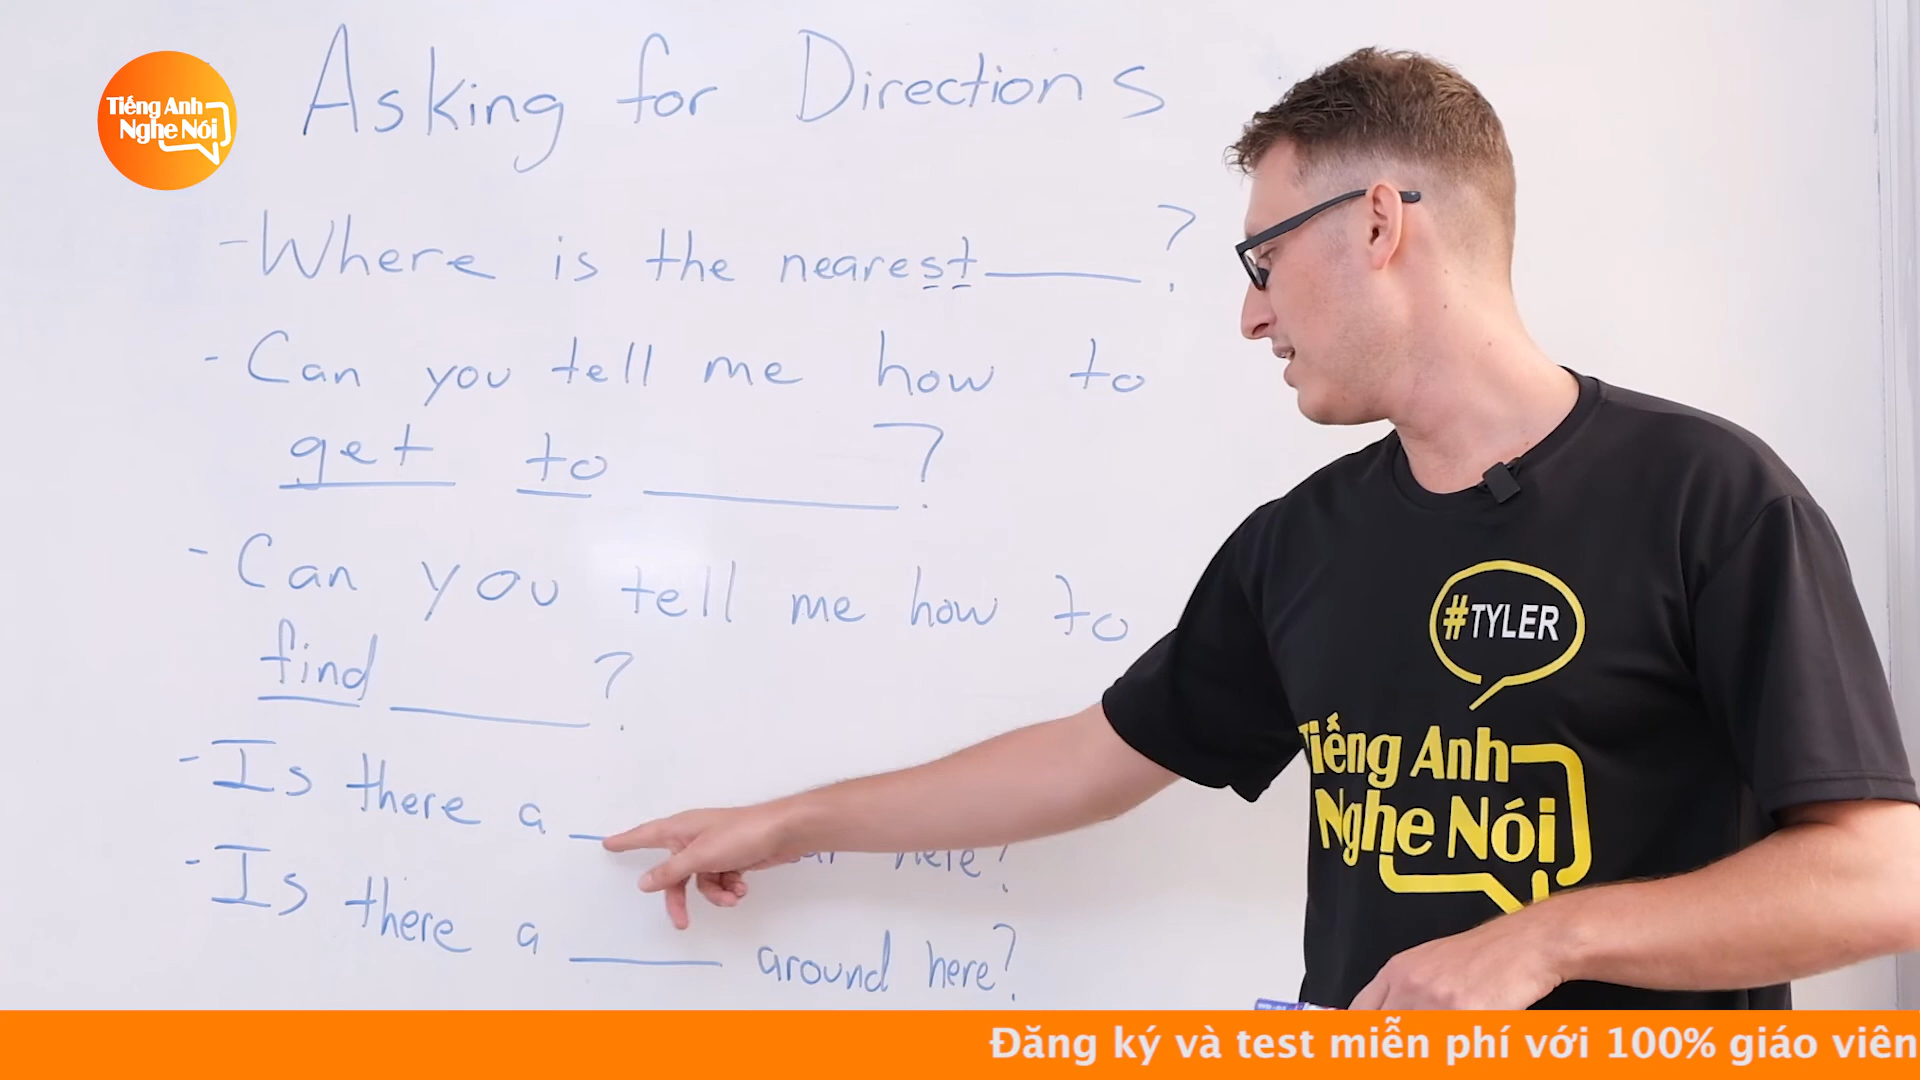 Asking for Directions
Tiếng Anh
Nghe Nói
- Where is the nearest ____?
- Can you tell me how to
get to ____?
- Can you tell me how to
find ____?
- Is there a __ here?
- Is there a ____ around here?
#TYLER
Tiếng Anh
Nghe Nói
Đăng ký và test miễn phí với 100% giáo viên